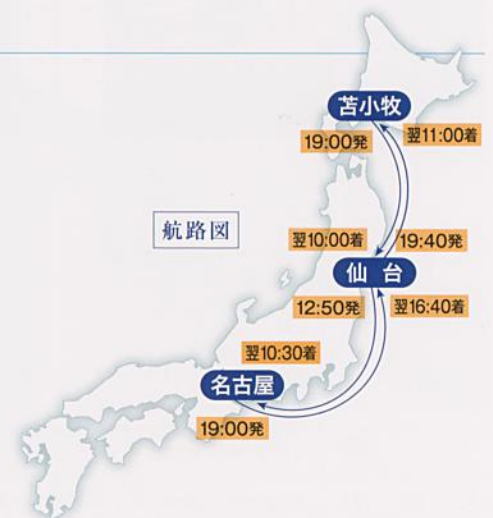 苫小牧
19:00発
翌11:00着
航路図
翌10:00着
19:40発
仙台
12:50発
翌16:40着
翌10:30着
名古屋
19:00発